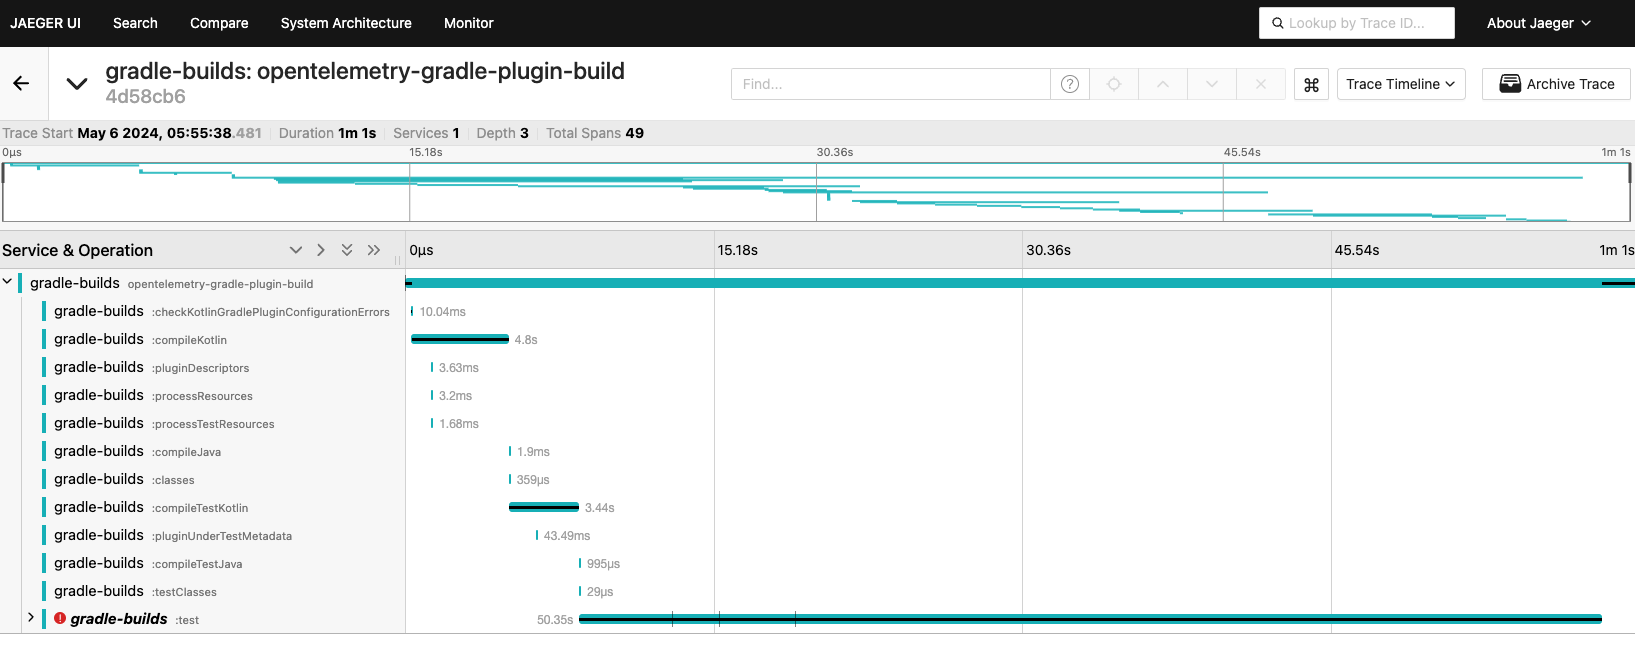 JAEGER UI Search Compare System Architecture Monitor Lookup by Trace ID... About Jaeger
gradle-builds: opentelemetry-gradle-plugin-build
4d58cb6
Find... ? ⌘ Trace Timeline Archive Trace
Trace Start May 6 2024, 05:55:38.481 Duration 1m 1s Services 1 Depth 3 Total Spans 49
0μs 15.18s 30.36s 45.54s 1m 1s
Service & Operation 0μs 15.18s 30.36s 45.54s 1m 1s
gradle-builds opentelemetry-gradle-plugin-build
gradle-builds :checkKotlinGradlePluginConfigurationErrors 10.04ms
gradle-builds :compileKotlin 4.8s
gradle-builds :pluginDescriptors 3.63ms
gradle-builds :processResources 3.2ms
gradle-builds :processTestResources 1.68ms
gradle-builds :compileJava 1.9ms
gradle-builds :classes 359μs
gradle-builds :compileTestKotlin 3.44s
gradle-builds :pluginUnderTestMetadata 43.49ms
gradle-builds :compileTestJava 995μs
gradle-builds :testClasses 29μs
gradle-builds :test 50.35s